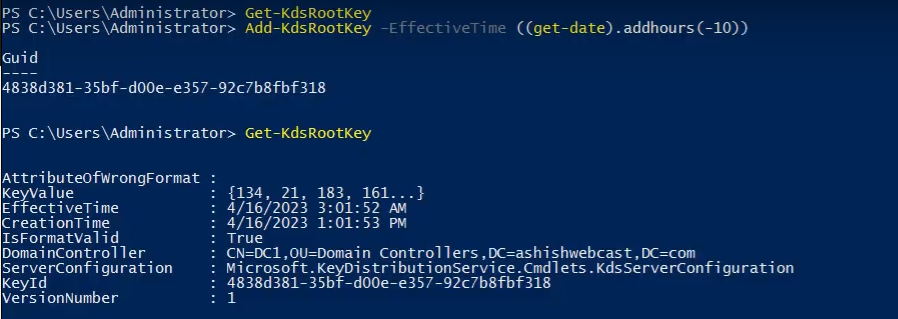 PS C:\Users\Administrator> Get-KdsRootKey
PS C:\Users\Administrator> Add-KdsRootKey -EffectiveTime ((get-date).addhours(-10))
Guid
----
4838d381-35bf-d00e-e357-92c7b8fbf318
PS C:\Users\Administrator> Get-KdsRootKey
AttributeOfWrongFormat :
KeyValue : {134, 21, 183, 161...}
EffectiveTime : 4/16/2023 3:01:52 AM
CreationTime : 4/16/2023 1:01:53 PM
IsFormatValid : True
DomainController : CN=DC1,OU=Domain Controllers,DC=ashishwebcast,DC=com
ServerConfiguration : Microsoft.KeyDistributionService.Cmdlets.KdsServerConfiguration
KeyId : 4838d381-35bf-d00e-e357-92c7b8fbf318
VersionNumber : 1